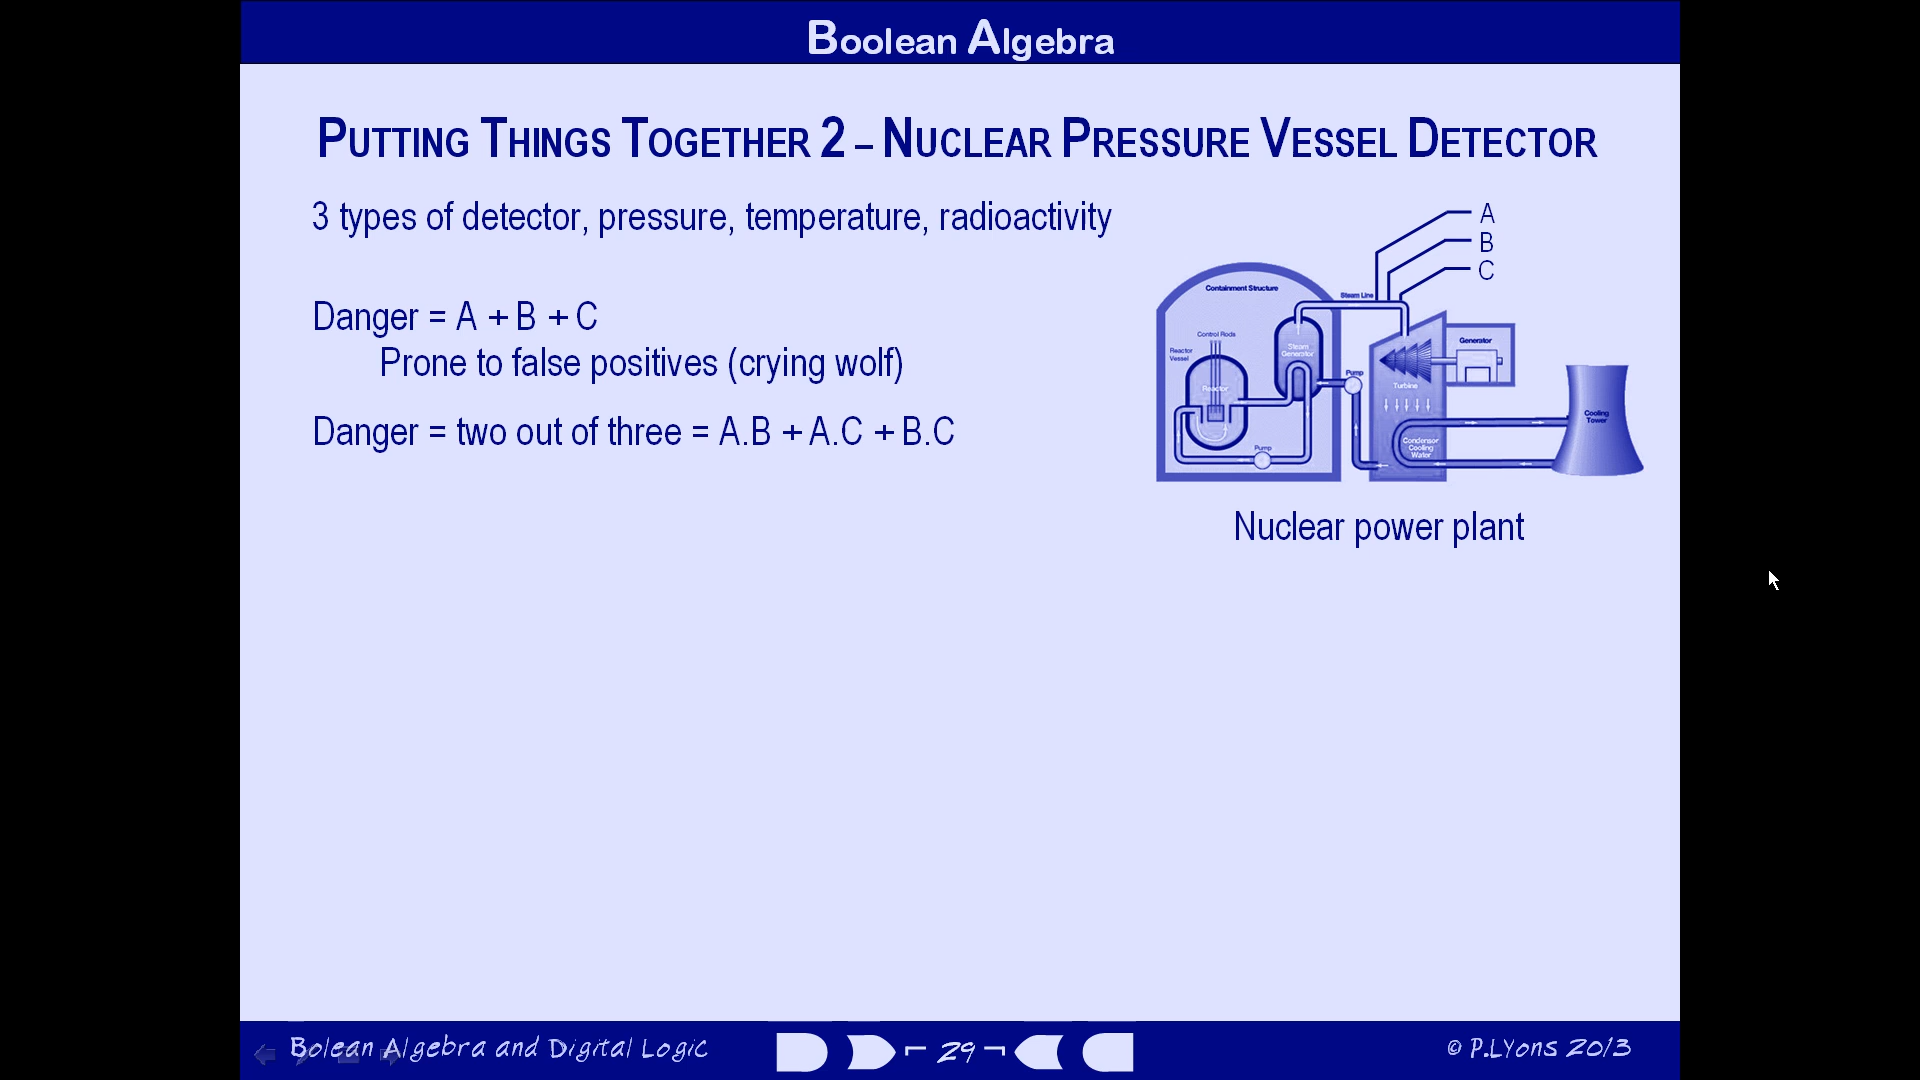 Boolean Algebra
PUTTING THINGS TOGETHER 2 – NUCLEAR PRESSURE VESSEL DETECTOR
3 types of detector, pressure, temperature, radioactivity
Danger = A + B + C
Prone to false positives (crying wolf)
Danger = two out of three = A.B + A.C + B.C
A
B
C
Containment Structure
Steam Line
Control Rods
Reactor
Vessel
Steam
Generator
Reactor
Pump
Pump
Generator
Turbine
Condensor
Cooling
Water
Cooling
Tower
Nuclear power plant
Bolean Algebra and Digital Logic
29
© P.Lyons 2013